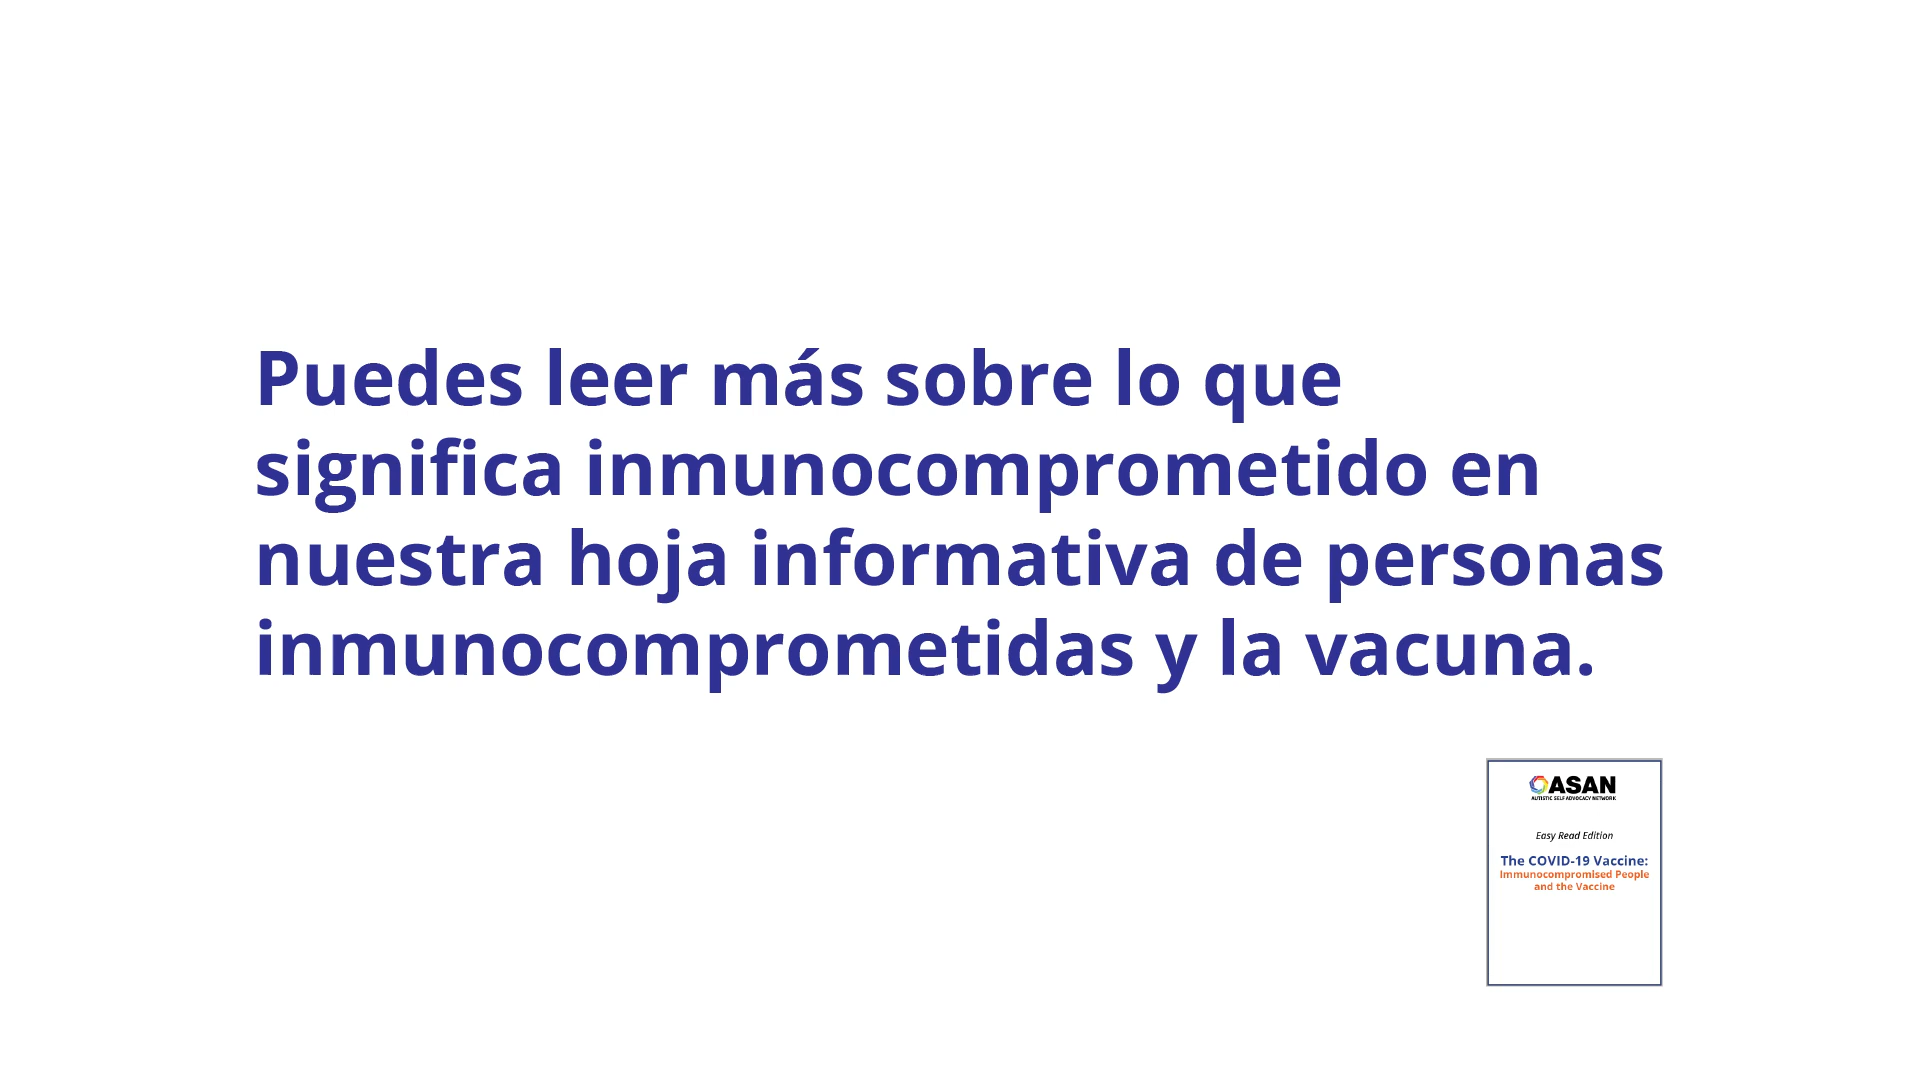 Puedes leer más sobre lo que
significa inmunocomprometido en
nuestra hoja informativa de personas
inmunocomprometidas y la vacuna.
ASAN
AUTISTIC SELF ADVOCACY NETWORK
Easy Read Edition
The COVID-19 Vaccine:
Immunocompromised People
and the Vaccine